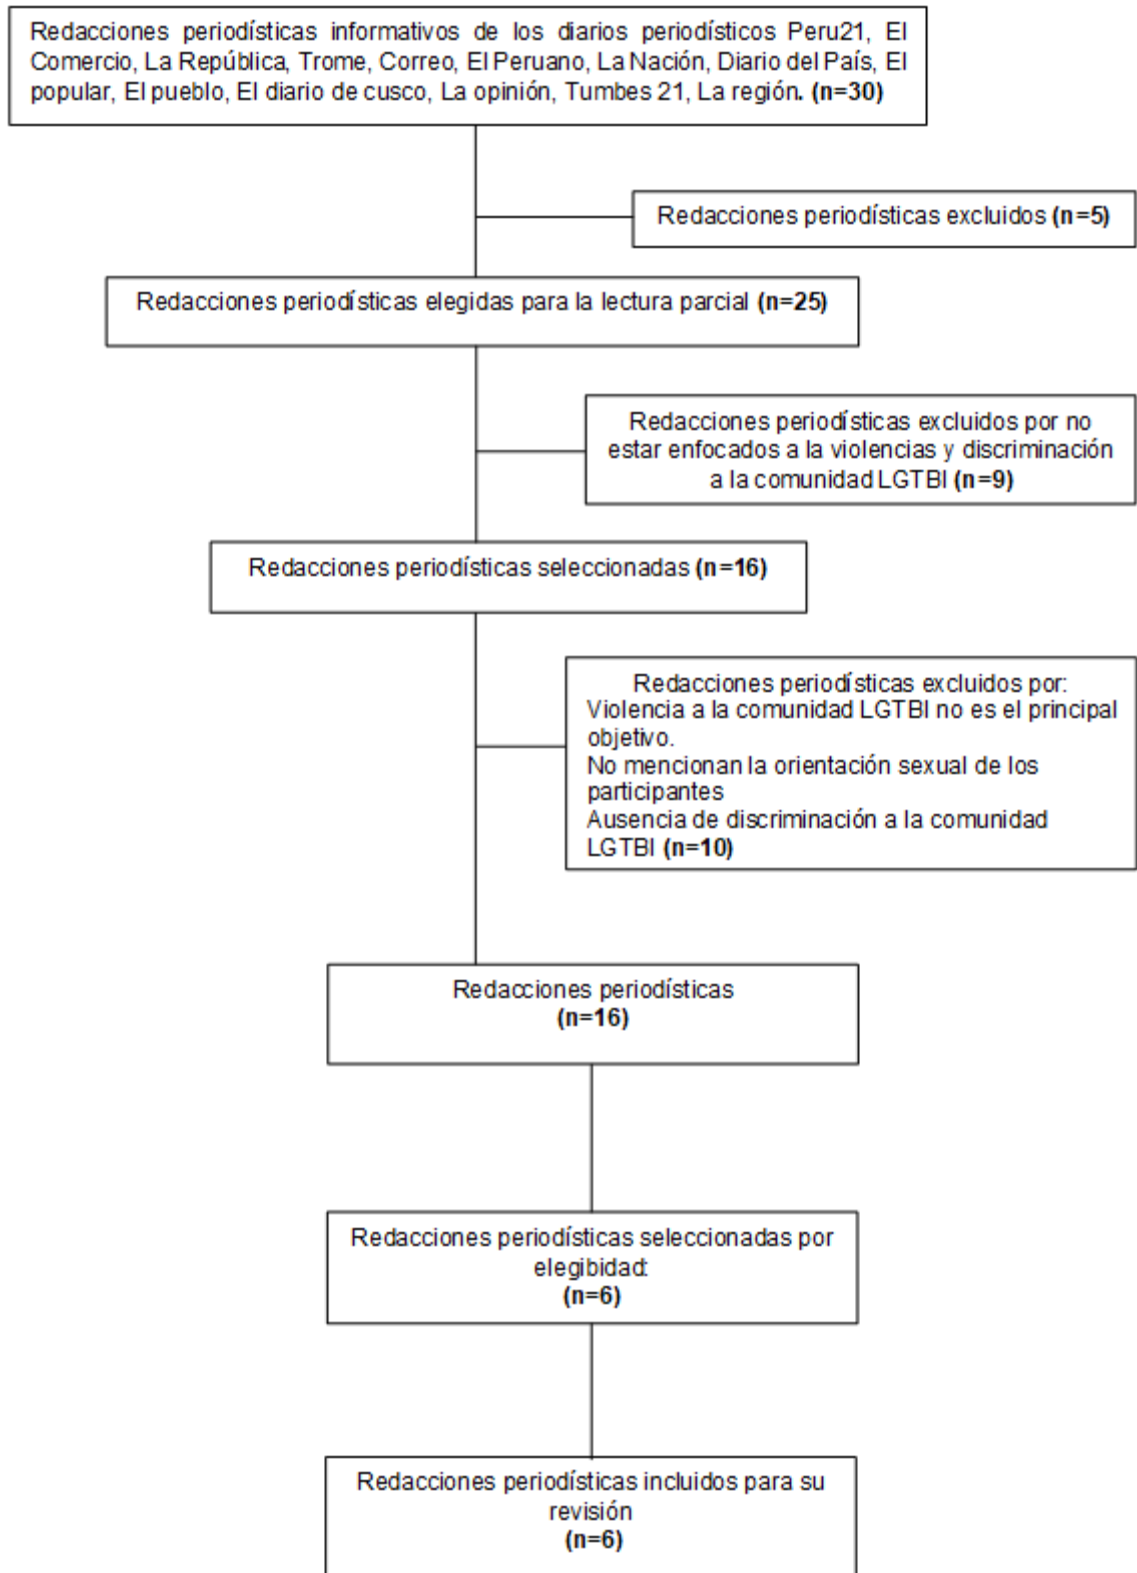 Redacciones periodísticas informativos de los diarios periodísticos Peru21, El
Comercio, La República, Trome, Correo, El Peruano, La Nación, Diario del País, El
popular, El pueblo, El diario de cusco, La opinión, Tumbes 21, La región. (n=30)
Redacciones periodísticas excluidos (n=5)
Redacciones periodísticas elegidas para la lectura parcial (n=25)
Redacciones periodísticas excluidos por no
estar enfocados a la violencias y discriminación
a la comunidad LGTBI (n=9)
Redacciones periodísticas seleccionadas (n=16)
Redacciones periodísticas excluidos por:
Violencia a la comunidad LGTBI no es el principal
objetivo.
No mencionan la orientación sexual de los
participantes
Ausencia de discriminación a la comunidad
LGTBI (n=10)
Redacciones periodísticas
(n=16)
Redacciones periodísticas seleccionadas por
elegibidad:
(n=6)
Redacciones periodísticas incluidos para su
revisión
(n=6)